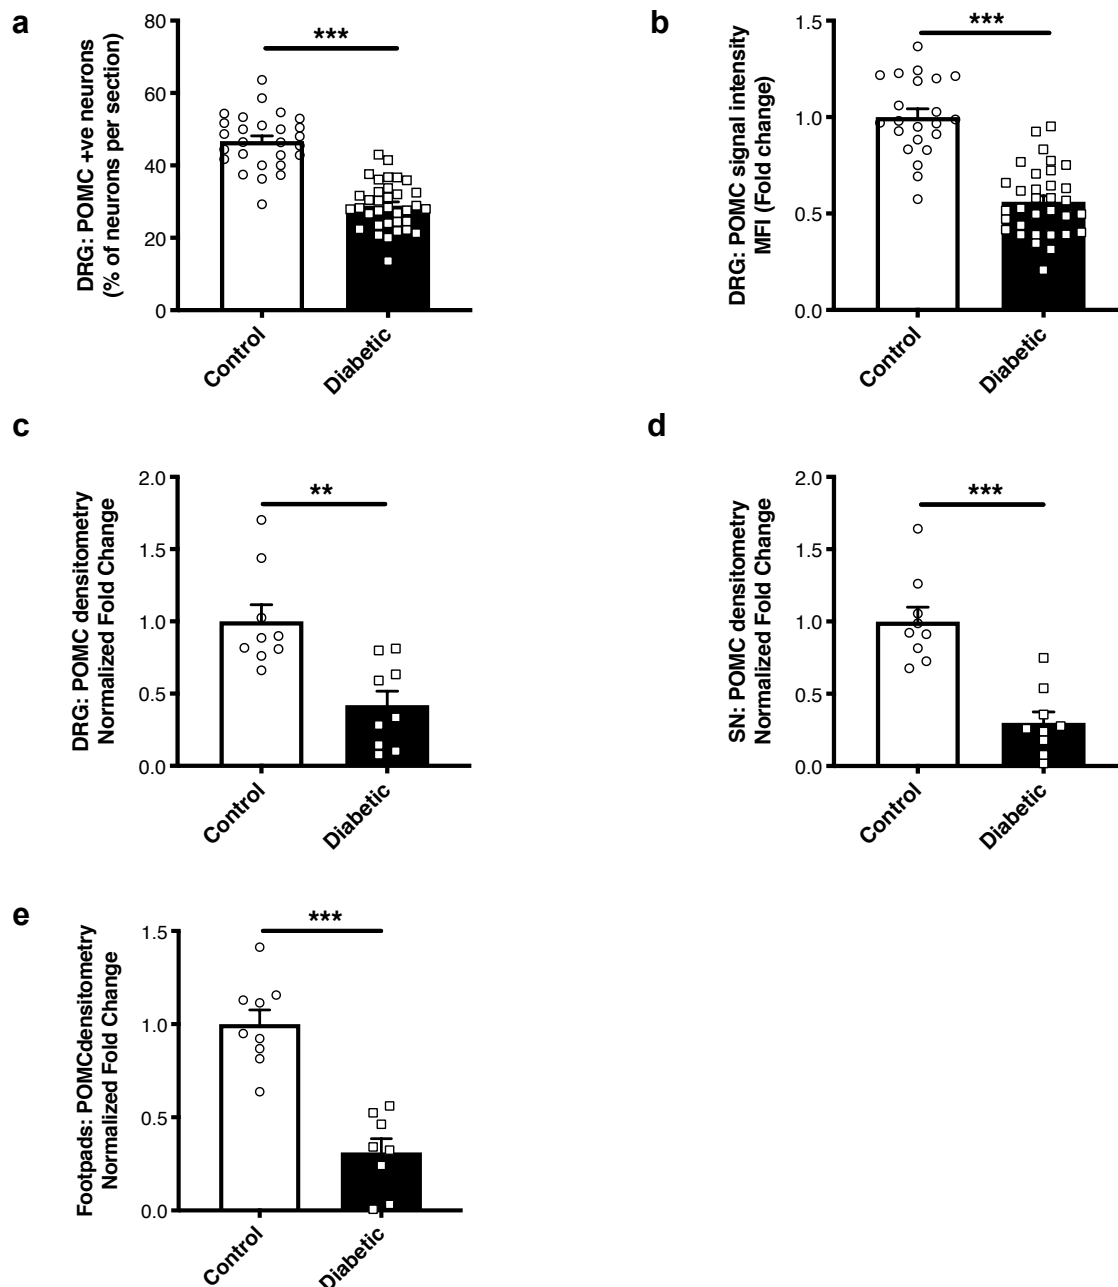 a
DRG: POMC +ve neurons
(% of neurons per section)
80
60
40
20
0
***
Control
Diabetic
b
DRG: POMC signal intensity
MFI (Fold change)
1.5
1.0
0.5
0.0
***
Control
Diabetic
c
DRG: POMC densitometry
Normalized Fold Change
2.0
1.5
1.0
0.5
0.0
**
Control
Diabetic
d
SN: POMC densitometry
Normalized Fold Change
2.0
1.5
1.0
0.5
0.0
***
Control
Diabetic
e
Footpads: POMCdensitometry
Normalized Fold Change
1.5
1.0
0.5
0.0
***
Control
Diabetic